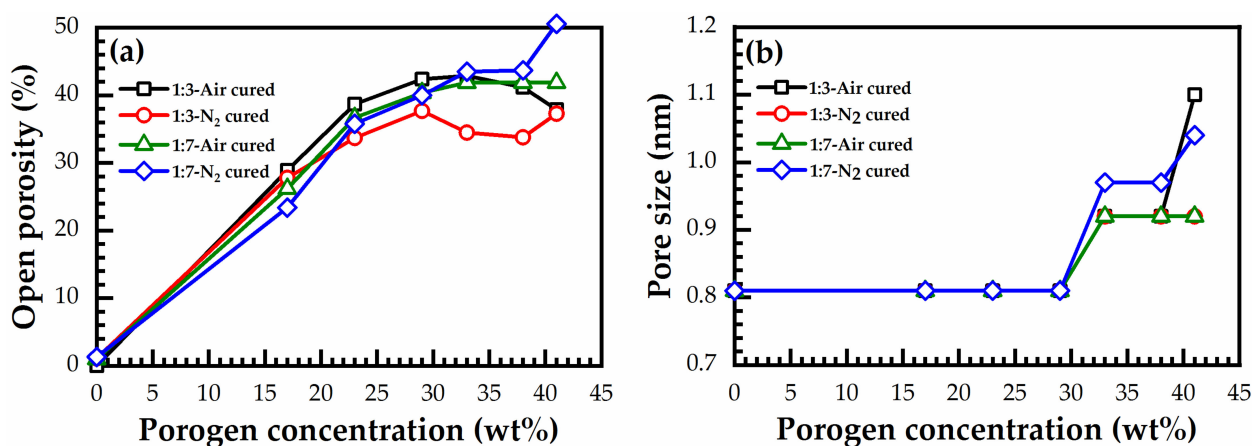 (a)
Open porosity (%)
50
40
30
20
10
0
1:3-Air cured
1:3-N₂ cured
1:7-Air cured
1:7-N₂ cured
0 5 10 15 20 25 30 35 40 45
Porogen concentration (wt%)
(b)
Pore size (nm)
1.2
1.1
1.0
0.9
0.8
0.7
1:3-Air cured
1:3-N2 cured
1:7-Air cured
1:7-N2 cured
0 5 10 15 20 25 30 35 40 45
Porogen concentration (wt%)